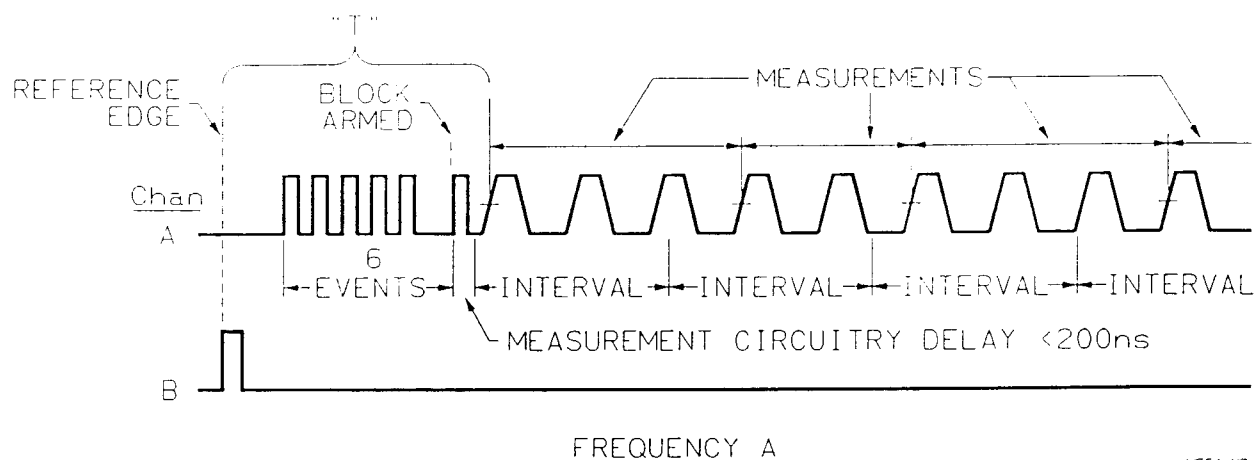 "T"
REFERENCE
EDGE
BLOCK
ARMED
MEASUREMENTS
Chan
A
6
EVENTS
INTERVAL
INTERVAL
INTERVAL
INTERVAL
MEASUREMENT CIRCUITRY DELAY <200ns
B
FREQUENCY A